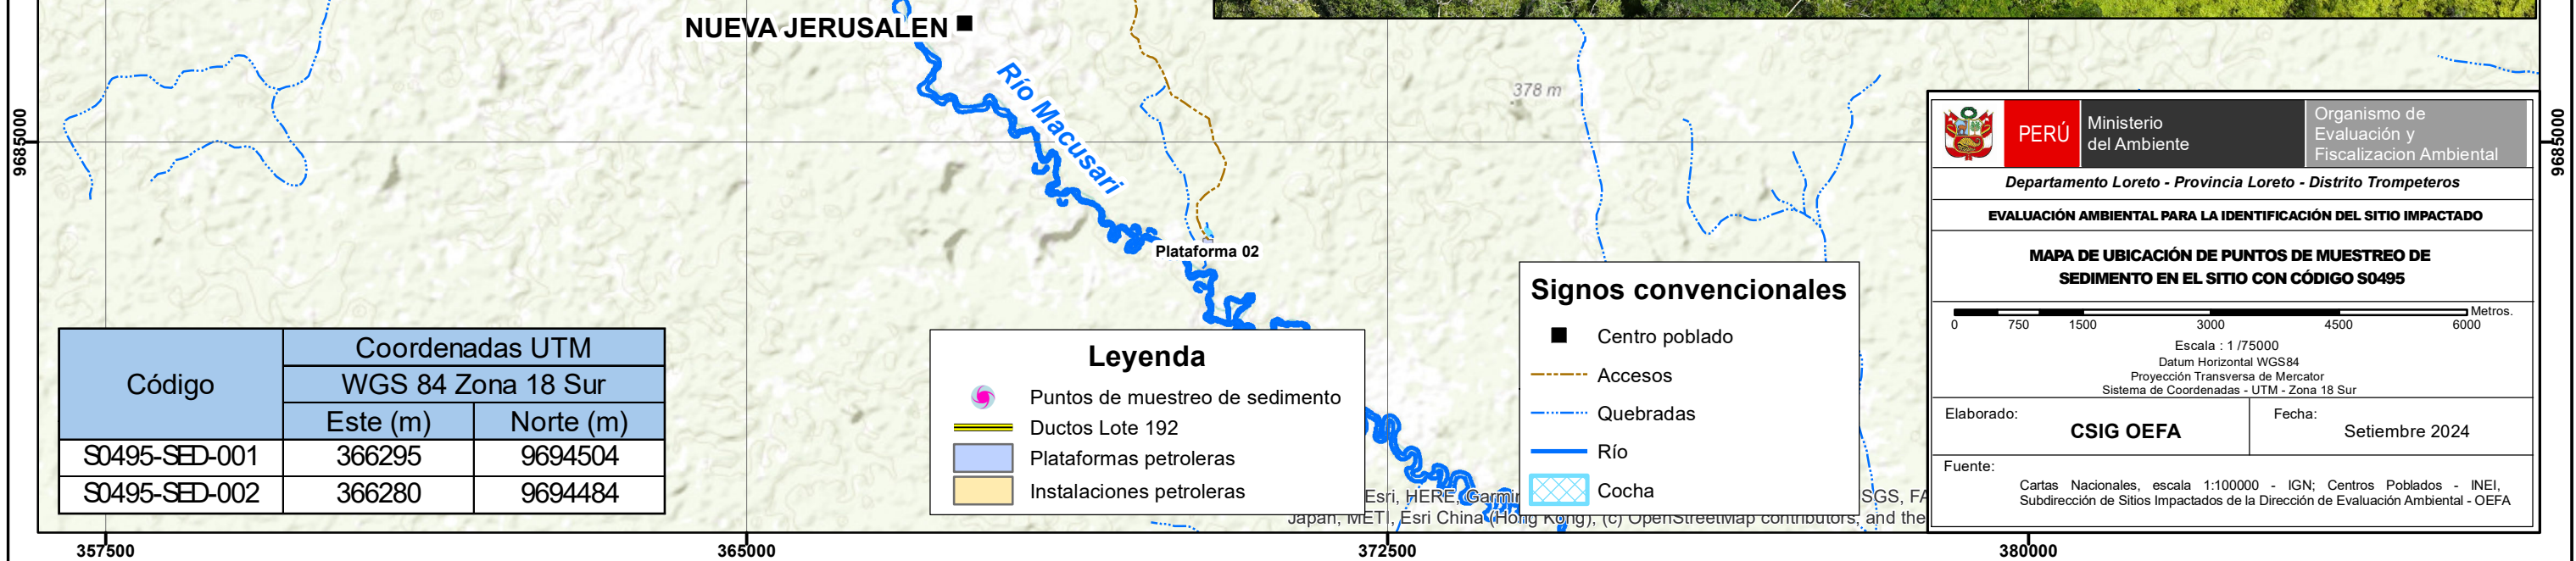 NUEVA JERUSALEN
Río Macusari
378 m
Plataforma 02
9685000
9685000
Código
Coordenadas UTM
WGS 84 Zona 18 Sur
Este (m) Norte (m)
S0495-SED-001 366295 9694504
S0495-SED-002 366280 9694484
Leyenda
Puntos de muestreo de sedimento
Ductos Lote 192
Plataformas petroleras
Instalaciones petroleras
Signos convencionales
Centro poblado
Accesos
Quebradas
Río
Cocha
Esri, HERE, Garmin
SGS, FA
Japan, METI, Esri China (Hong Kong), (c) OpenStreetMap contributors, and the
PERÚ
Ministerio
del Ambiente
Organismo de
Evaluación y
Fiscalizacion Ambiental
Departamento Loreto - Provincia Loreto - Distrito Trompeteros
EVALUACIÓN AMBIENTAL PARA LA IDENTIFICACIÓN DEL SITIO IMPACTADO
MAPA DE UBICACIÓN DE PUNTOS DE MUESTREO DE
SEDIMENTO EN EL SITIO CON CÓDIGO S0495
Metros.
0 750 1500 3000 4500 6000
Escala : 1 /75000
Datum Horizontal WGS84
Proyección Transversa de Mercator
Sistema de Coordenadas - UTM - Zona 18 Sur
Elaborado:
CSIG OEFA
Fecha:
Setiembre 2024
Fuente:
Cartas Nacionales, escala 1:100000 - IGN; Centros Poblados - INEI,
Subdirección de Sitios Impactados de la Dirección de Evaluación Ambiental - OEFA
357500 365000 372500 380000